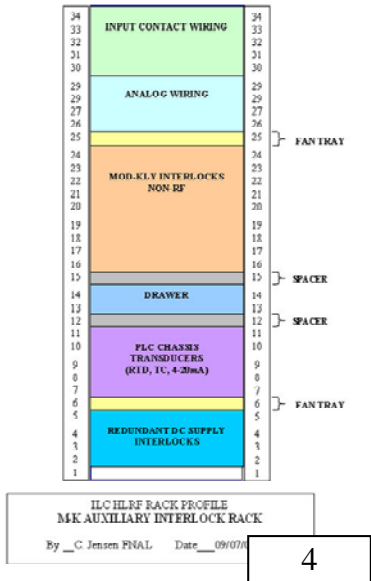 34 34
33 INPUT CONTACT WIRING 33
32 32
31 31
30 30
29 29
29 ANALOG WIRING 29
27 27
26 26
25 25 FAN TRAY
24 24
23 23
22 MOD-KLY INTERLOCKS 22
21 NON-RF 21
20 20
19 19
18 18
17 17
16 16
15 15 SPACER
14 DRAWER 14
13 13
12 12 SPACER
11 11
10 PLC CHASSIS 10
TRANSDUCERS
9 (RTD, TC, 4-20mA) 9
8 8
7 7
6 6 FAN TRAY
5 5
4 REDUNDANT DC SUPPLY 4
3 INTERLOCKS 3
2 2
1 1
ILC HLRF RACK PROFILE
M-K AUXILIARY INTERLOCK RACK
By __C. Jensen FNAL Date___09/07/0
4